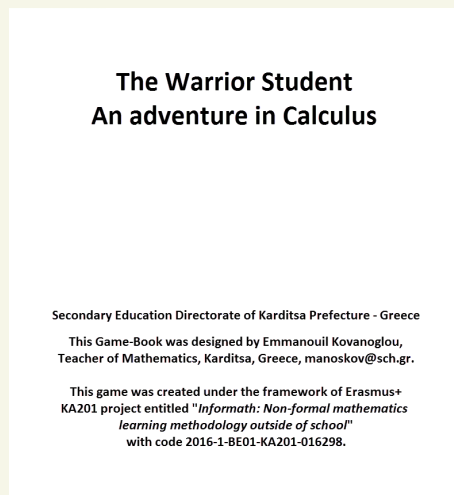 The Warrior Student
An adventure in Calculus
Secondary Education Directorate of Karditsa Prefecture - Greece
This Game-Book was designed by Emmanouil Kovanoglou,
Teacher of Mathematics, Karditsa, Greece, manoskov@sch.gr.
This game was created under the framework of Erasmus+
KA201 project entitled "Informath: Non-formal mathematics
learning methodology outside of school"
with code 2016-1-BE01-KA201-016298.